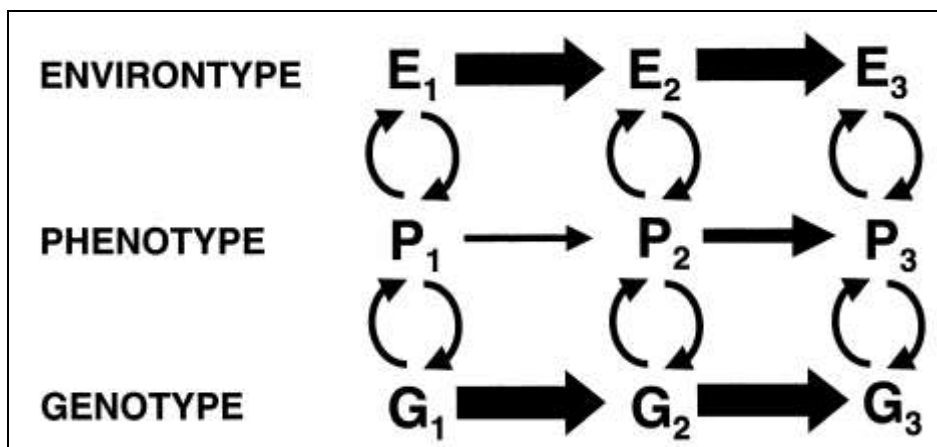 ENVIRONTYPE E₁ E₂ E₃
PHENOTYPE P₁ P₂ P₃
GENOTYPE G₁ G₂ G₃